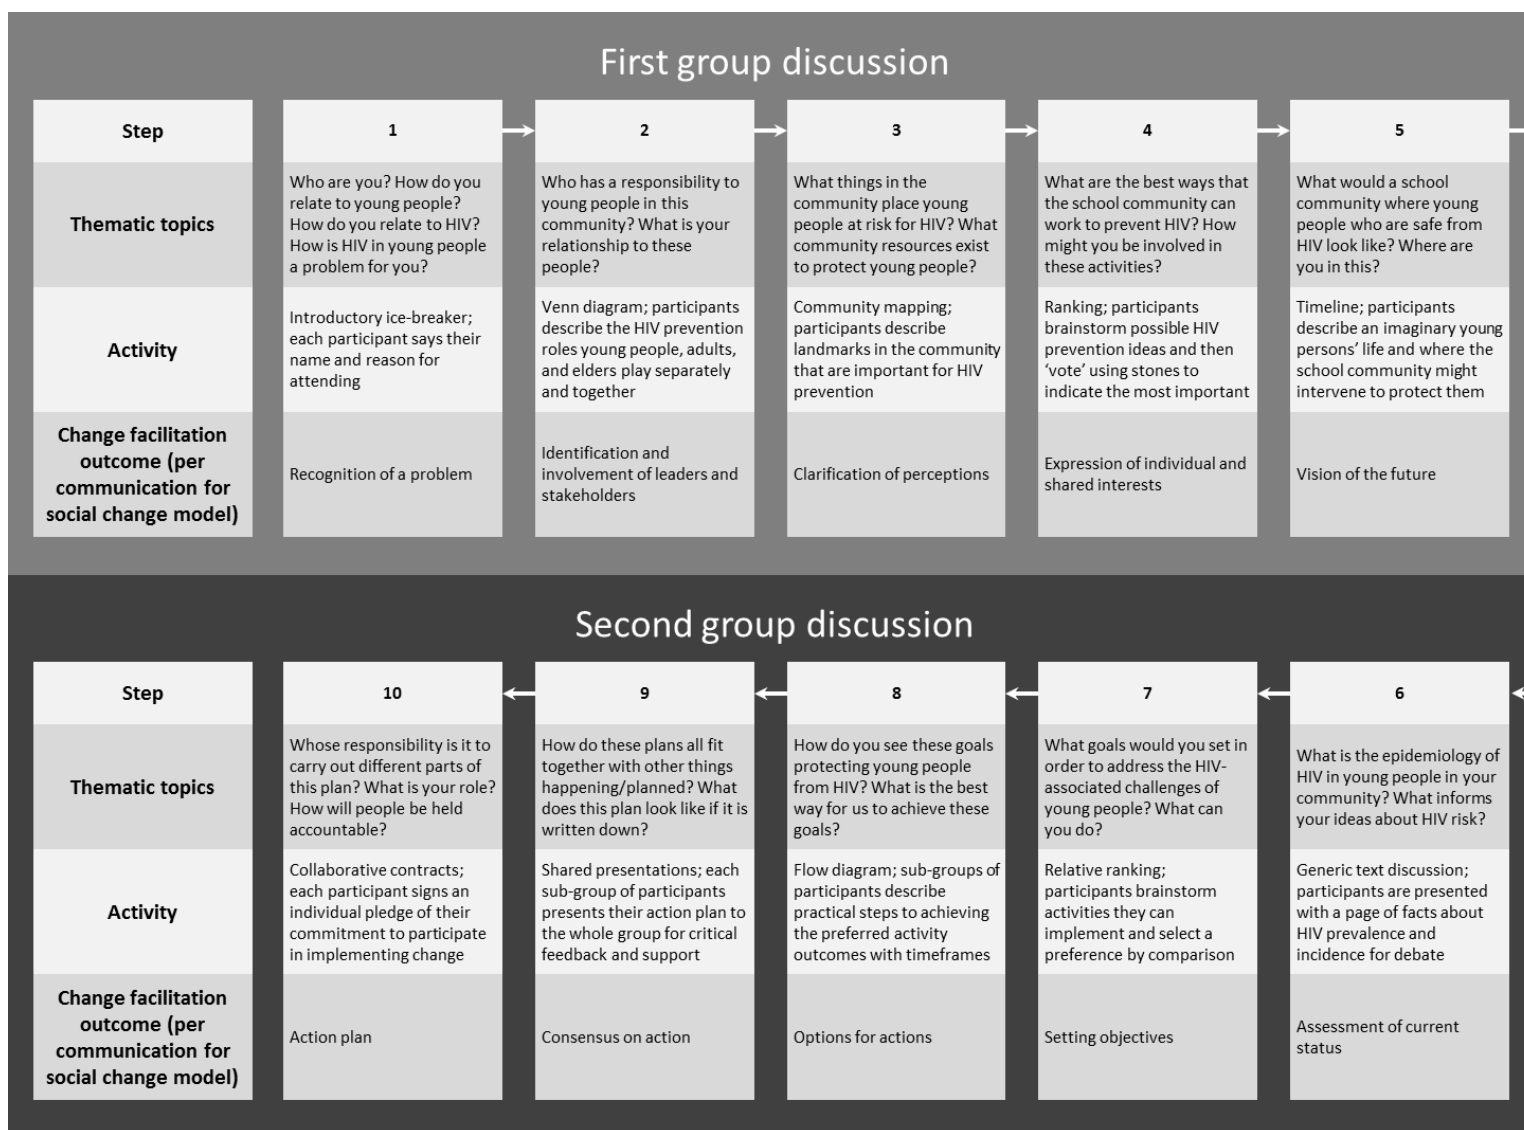 First group discussion
Step
1
2
3
4
5
Thematic topics
Who are you? How do you
relate to young people?
How do you relate to HIV?
How is HIV in young people
a problem for you?
Who has a responsibility to
young people in this
community? What is your
relationship to these
people?
What things in the
community place young
people at risk for HIV? What
community resources exist
to protect young people?
What are the best ways that
the school community can
work to prevent HIV? How
might you be involved in
these activities?
What would a school
community where young
people who are safe from
HIV look like? Where are
you in this?
Activity
Introductory ice-breaker;
each participant says their
name and reason for
attending
Venn diagram; participants
describe the HIV prevention
roles young people, adults,
and elders play separately
and together
Community mapping;
participants describe
landmarks in the community
that are important for HIV
prevention
Ranking; participants
brainstorm possible HIV
prevention ideas and then
‘vote’ using stones to
indicate the most important
Timeline; participants
describe an imaginary young
persons’ life and where the
school community might
intervene to protect them
Change facilitation
outcome (per
communication for
social change model)
Recognition of a problem
Identification and
involvement of leaders and
stakeholders
Clarification of perceptions
Expression of individual and
shared interests
Vision of the future
Second group discussion
Step
10
9
8
7
6
Thematic topics
Whose responsibility is it to
carry out different parts of
this plan? What is your role?
How will people be held
accountable?
How do these plans all fit
together with other things
happening/planned? What
does this plan look like if it is
written down?
How do you see these goals
protecting young people
from HIV? What is the best
way for us to achieve these
goals?
What goals would you set in
order to address the HIV-
associated challenges of
young people? What can
you do?
What is the epidemiology of
HIV in young people in your
community? What informs
your ideas about HIV risk?
Activity
Collaborative contracts;
each participant signs an
individual pledge of their
commitment to participate
in implementing change
Shared presentations; each
sub-group of participants
presents their action plan to
the whole group for critical
feedback and support
Flow diagram; sub-groups of
participants describe
practical steps to achieving
the preferred activity
outcomes with timeframes
Relative ranking;
participants brainstorm
activities they can
implement and select a
preference by comparison
Generic text discussion;
participants are presented
with a page of facts about
HIV prevalence and
incidence for debate
Change facilitation
outcome (per
communication for
social change model)
Action plan
Consensus on action
Options for actions
Setting objectives
Assessment of current
status